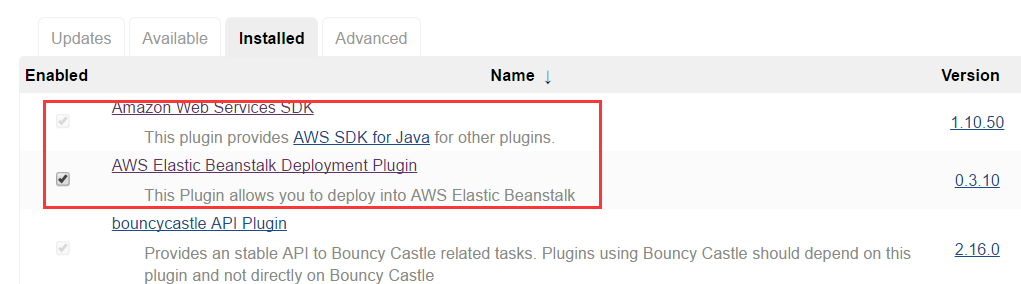 Updates Available Installed Advanced
Enabled Name ↓ Version
Amazon Web Services SDK
This plugin provides AWS SDK for Java for other plugins.
1.10.50
AWS Elastic Beanstalk Deployment Plugin
This Plugin allows you to deploy into AWS Elastic Beanstalk
0.3.10
bouncycastle API Plugin
Provides an stable API to Bouncy Castle related tasks. Plugins using Bouncy Castle should depend on this
plugin and not directly on Bouncy Castle
2.16.0